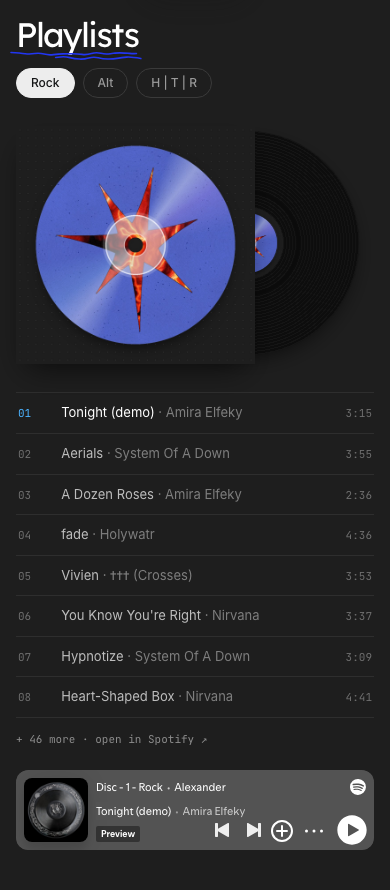 Playlists
Rock Alt H | T | R
01 Tonight (demo) · Amira Elfeky 3:15
02 Aerials · System Of A Down 3:55
03 A Dozen Roses · Amira Elfeky 2:36
04 fade · Holywatr 4:36
05 Vivien · ††† (Crosses) 3:53
06 You Know You're Right · Nirvana 3:37
07 Hypnotize · System Of A Down 3:09
08 Heart-Shaped Box · Nirvana 4:41
+ 46 more · open in Spotify ↗
Disc - 1 - Rock · Alexander
Tonight (demo) · Amira Elfeky
Preview